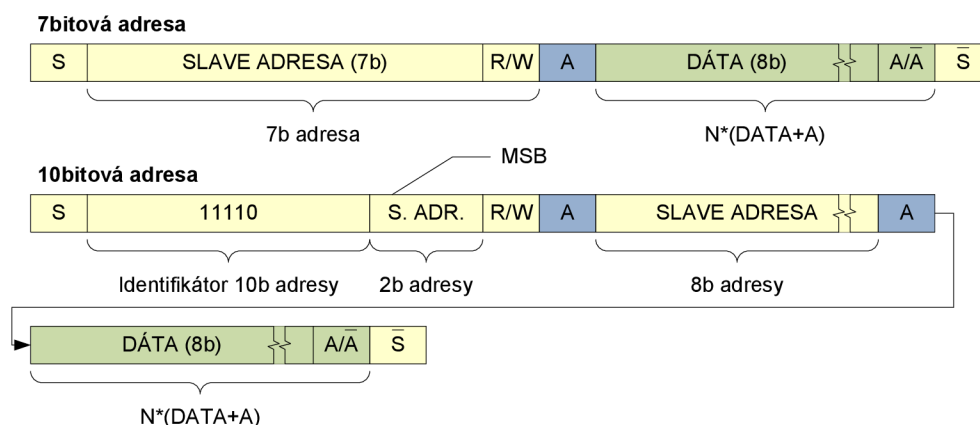 7bitová adresa
S SLAVE ADRESA (7b) R/W A DÁTA (8b) A/A̅ S̅
7b adresa N*(DATA+A)
MSB
10bitová adresa
S 11110 S. ADR. R/W A SLAVE ADRESA A
Identifikátor 10b adresy 2b adresy 8b adresy
DÁTA (8b) A/A̅ S̅
N*(DATA+A)